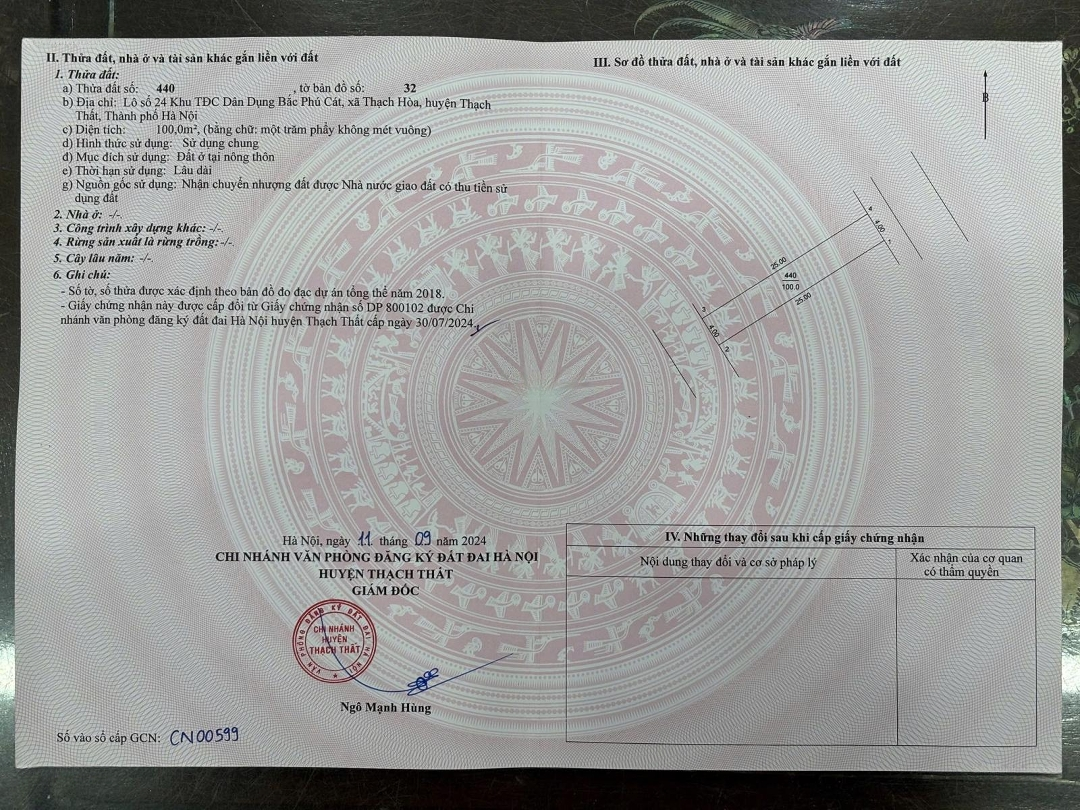 II. Thửa đất, nhà ở và tài sản khác gắn liền với đất
1. Thửa đất:
a) Thửa đất số: 440 , tờ bản đồ số: 32
b) Địa chỉ: Lô số 24 Khu TĐC Dân Dụng Bắc Phú Cát, xã Thạch Hòa, huyện Thạch
Thất, Thành phố Hà Nội
c) Diện tích: 100,0m², (bằng chữ: một trăm phẩy không mét vuông)
d) Hình thức sử dụng: Sử dụng chung
đ) Mục đích sử dụng: Đất ở tại nông thôn
e) Thời hạn sử dụng: Lâu dài
g) Nguồn gốc sử dụng: Nhận chuyển nhượng đất được Nhà nước giao đất có thu tiền sử
dụng đất
2. Nhà ở: -/-.
3. Công trình xây dựng khác: -/-.
4. Rừng sản xuất là rừng trồng: -/-.
5. Cây lâu năm: -/-.
6. Ghi chú:
- Số tờ, số thửa được xác định theo bản đồ đo đạc dự án tổng thể năm 2018.
- Giấy chứng nhận này được cấp đổi từ Giấy chứng nhận số DP 800102 được Chi
nhánh văn phòng đăng ký đất đai Hà Nội huyện Thạch Thất cấp ngày 30/07/2024.
Hà Nội, ngày 11 tháng 09 năm 2024
CHI NHÁNH VĂN PHÒNG ĐĂNG KÝ ĐẤT ĐAI HÀ NỘI
HUYỆN THẠCH THẤT
GIÁM ĐỐC
VĂN PHÒNG ĐĂNG KÝ ĐẤT ĐAI HÀ NỘI
CHI NHÁNH
HUYỆN
THẠCH THẤT
Ngô Mạnh Hùng
Số vào sổ cấp GCN: CN00599
III. Sơ đồ thửa đất, nhà ở và tài sản khác gắn liền với đất
B
4
4.00
1
25.00
440
100.0
25.00
3
4.00
2
IV. Những thay đổi sau khi cấp giấy chứng nhận
Nội dung thay đổi và cơ sở pháp lý
Xác nhận của cơ quan
có thẩm quyền